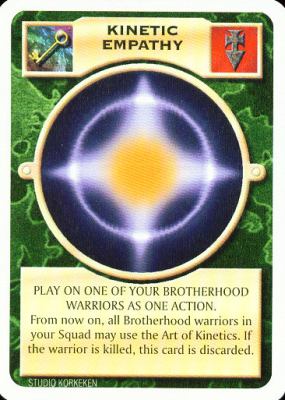 KINETIC
EMPATHY
PLAY ON ONE OF YOUR BROTHERHOOD
WARRIORS AS ONE ACTION.
From now on, all Brotherhood warriors in
your Squad may use the Art of Kinetics. If
the warrior is killed, this card is discarded.
STUDIO KORKEKEN